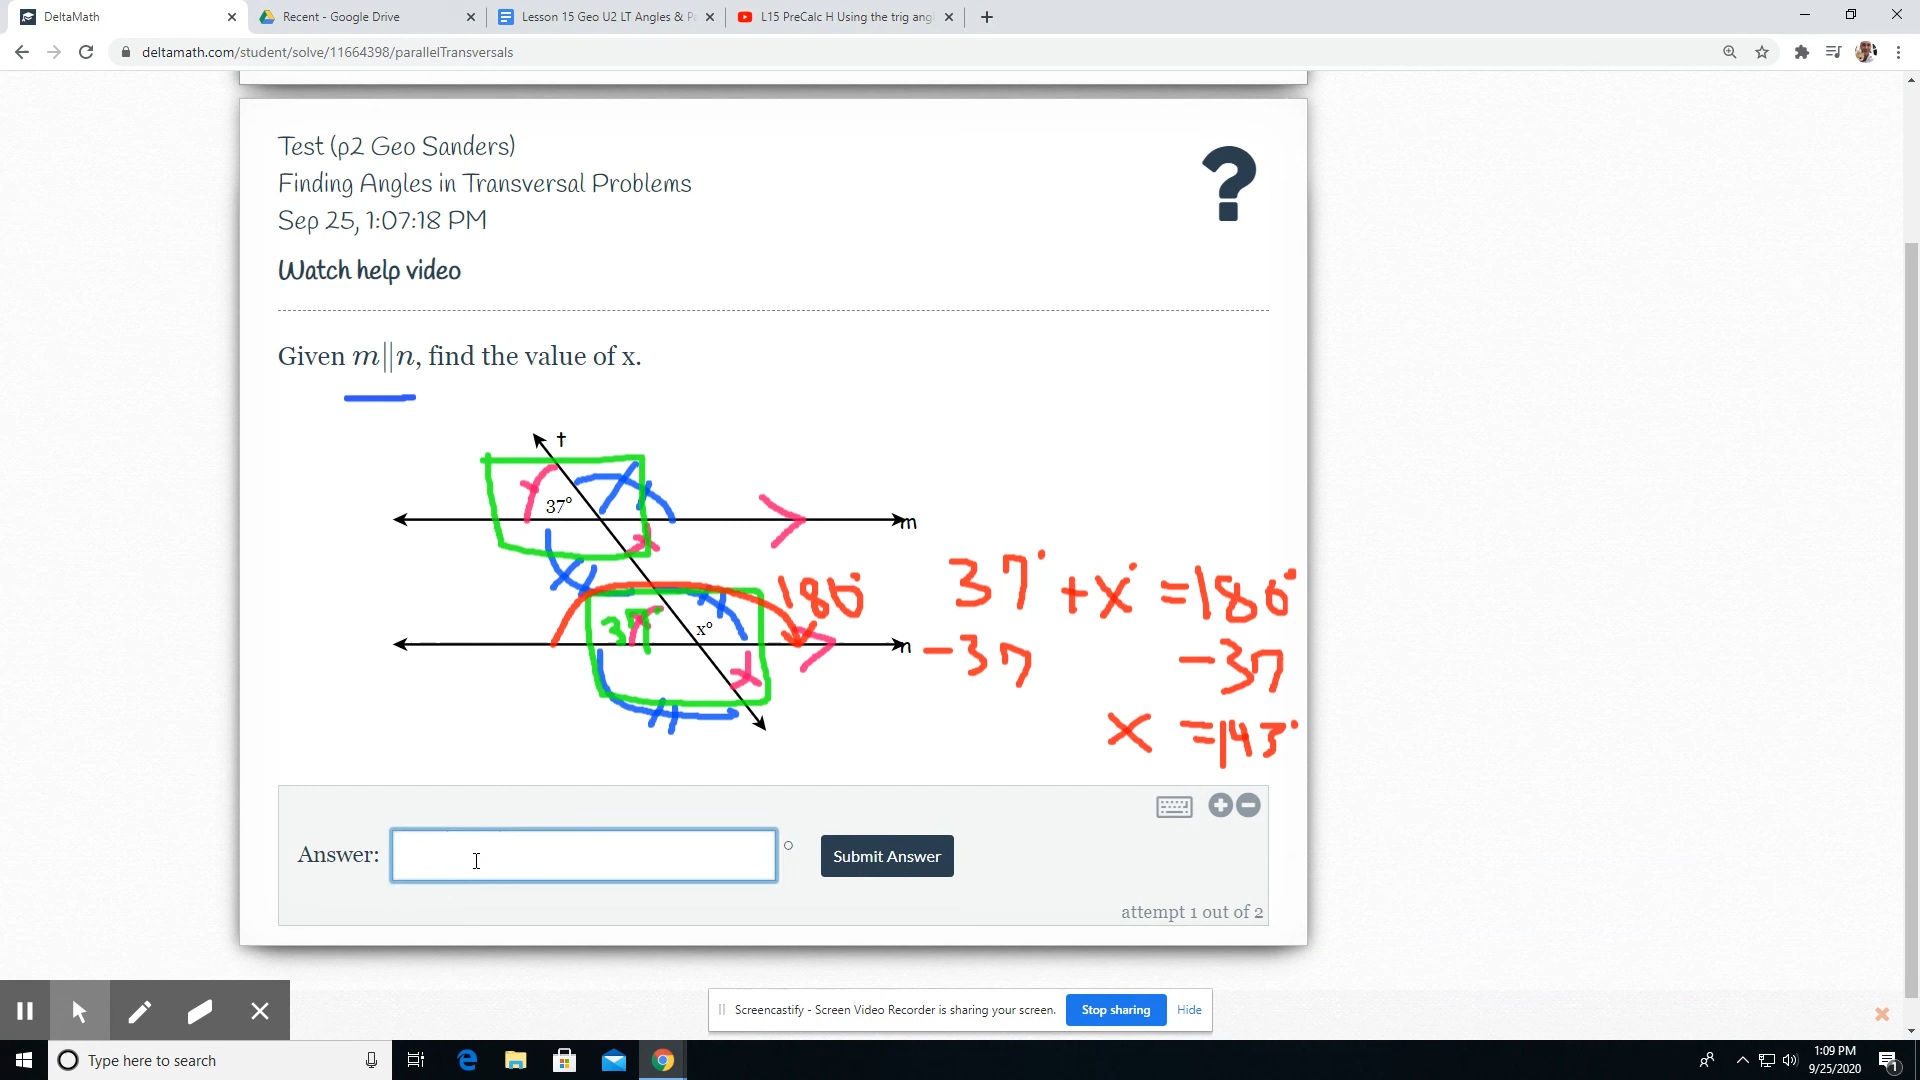 DeltaMath
Recent - Google Drive
Lesson 15 Geo U2 LT Angles & P
L15 PreCalc H Using the trig ang
deltamath.com/student/solve/11664398/parallelTransversals
Test (p2 Geo Sanders)
Finding Angles in Transversal Problems
Sep 25, 1:07:18 PM
?
Watch help video
Given m||n, find the value of x.
t
37°
m
180°
37° + x° = 180°
37°
x°
n
-37 -37
x = 143°
Answer:
°
Submit Answer
attempt 1 out of 2
Screencastify - Screen Video Recorder is sharing your screen.
Stop sharing
Hide
Type here to search
1:09 PM
9/25/2020
1